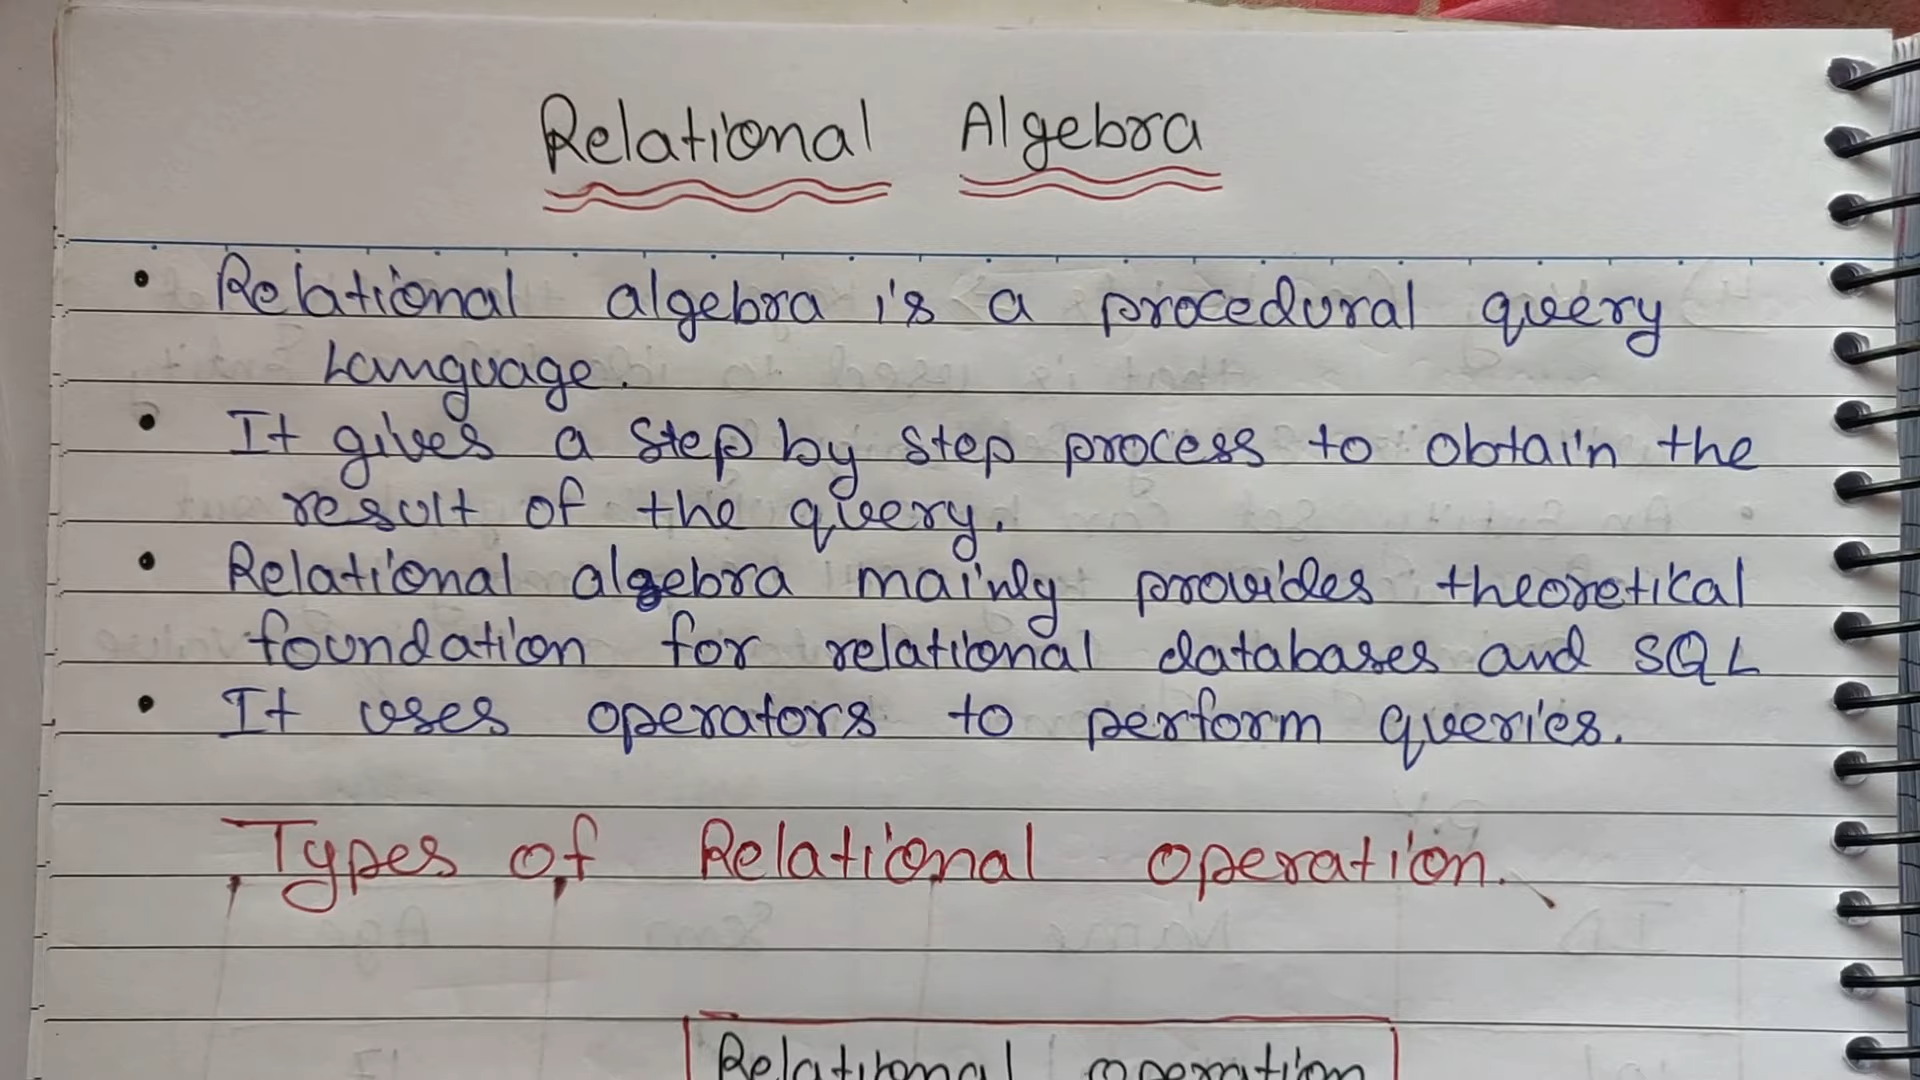 Relational Algebra
• Relational algebra is a procedural query
Language.
• It gives a step by step process to obtain the
result of the query.
• Relational algebra mainly provides theoretical
foundation for relational databases and SQL
• It uses operators to perform queries.
Types of Relational operation.
Relational operation